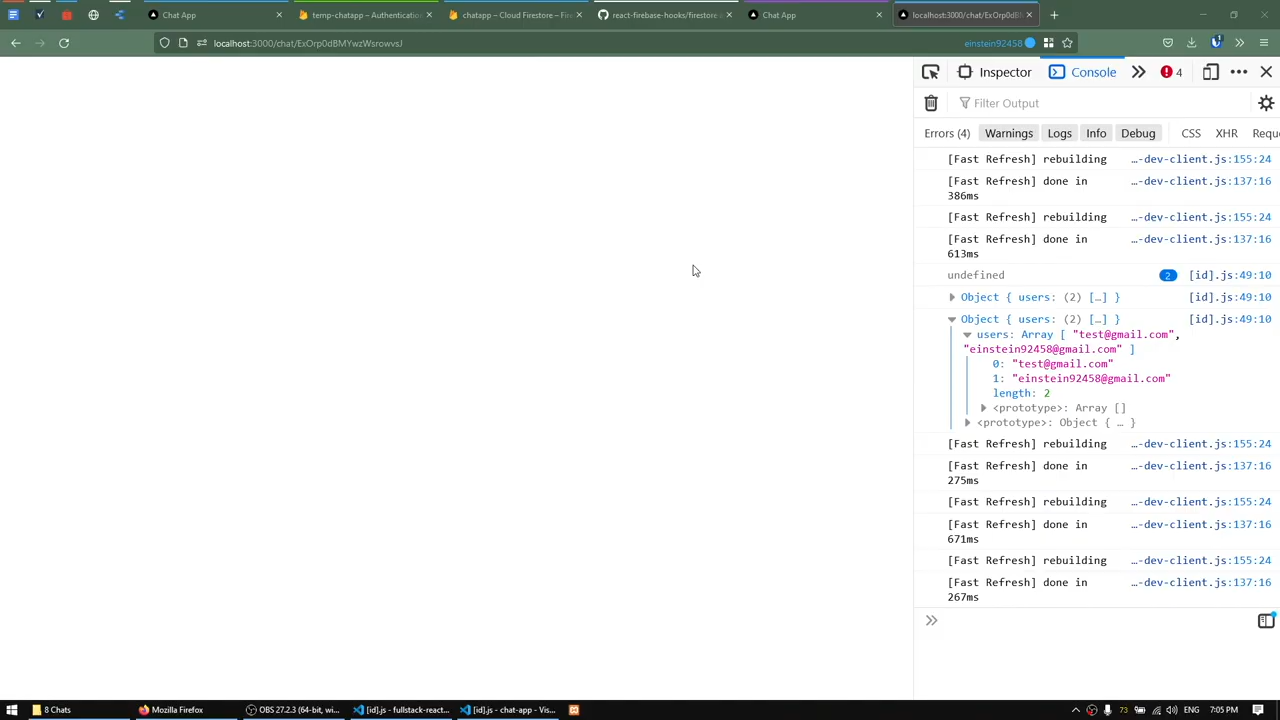 Chat App
temp-chatapp – Authentication
chatapp – Cloud Firestore – Fire
react-firebase-hooks/firestore a
Chat App
localhost:3000/chat/ExOrp0dBM
localhost:3000/chat/ExOrp0dBMYwzWsrowvsJ
einstein92458
Inspector
Console
4
Filter Output
Errors (4)
Warnings
Logs
Info
Debug
CSS
XHR
Requ
[Fast Refresh] rebuilding …-dev-client.js:155:24
[Fast Refresh] done in …-dev-client.js:137:16
386ms
[Fast Refresh] rebuilding …-dev-client.js:155:24
[Fast Refresh] done in …-dev-client.js:137:16
613ms
undefined 2 [id].js:49:10
Object { users: (2) […] } [id].js:49:10
Object { users: (2) […] } [id].js:49:10
users: Array [ "test@gmail.com",
"einstein92458@gmail.com" ]
0: "test@gmail.com"
1: "einstein92458@gmail.com"
length: 2
<prototype>: Array []
<prototype>: Object { … }
[Fast Refresh] rebuilding …-dev-client.js:155:24
[Fast Refresh] done in …-dev-client.js:137:16
275ms
[Fast Refresh] rebuilding …-dev-client.js:155:24
[Fast Refresh] done in …-dev-client.js:137:16
671ms
[Fast Refresh] rebuilding …-dev-client.js:155:24
[Fast Refresh] done in …-dev-client.js:137:16
267ms
8 Chats
Mozilla Firefox
OBS 27.2.3 (64-bit, wi...
[id].js - fullstack-reac...
[id].js - chat-app - Vis...
73
ENG
7:05 PM